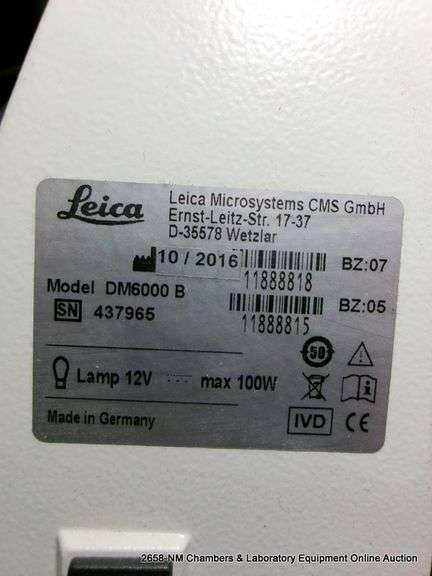 Leica
Leica Microsystems CMS GmbH
Ernst-Leitz-Str. 17-37
D-35578 Wetzlar
10 / 2016
11888818
BZ:07
Model DM6000 B
SN 437965
11888815
BZ:05
50
Lamp 12V max 100W
Made in Germany
IVD CE
2658 NM Chambers & Laboratory Equipment Online Auction